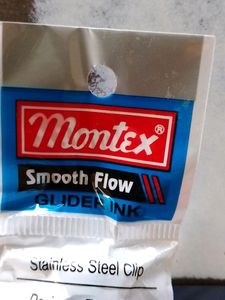 Montex®
Smooth Flow
GLIDER INK
Stainless Steel Clip